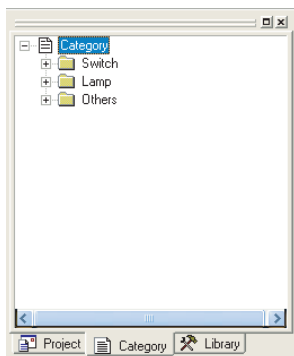 Category
Switch
Lamp
Others
Project Category Library